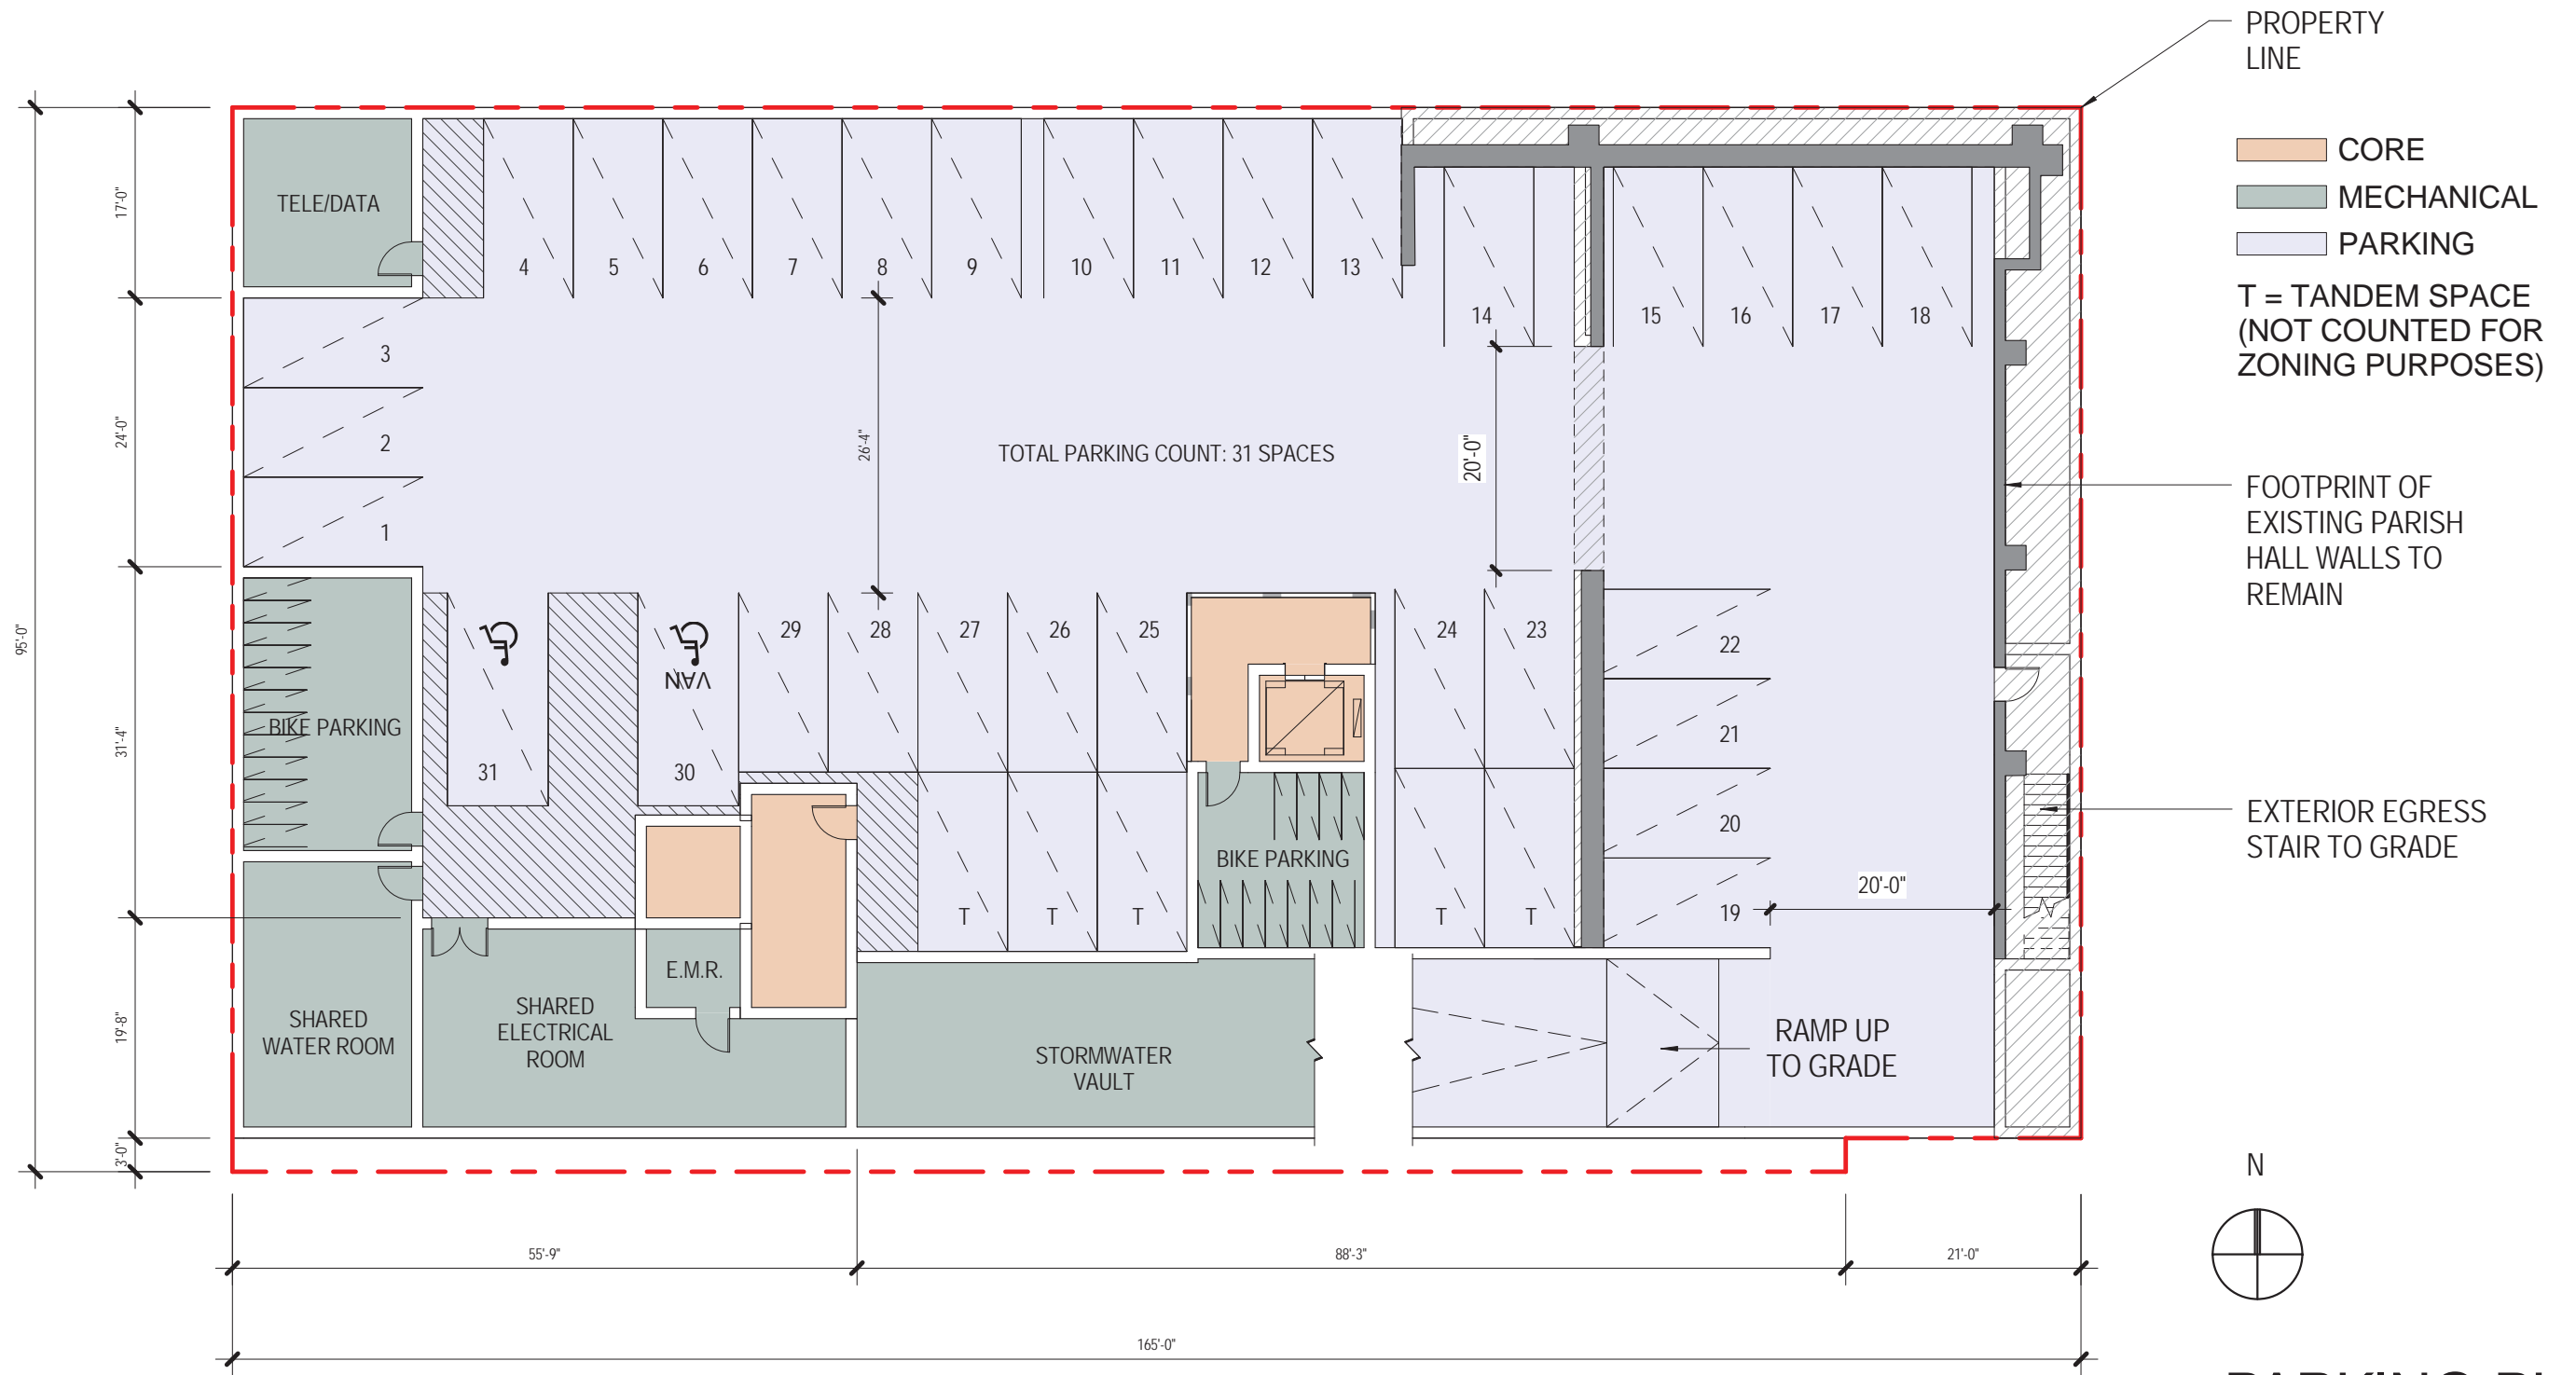 PROPERTY
LINE
CORE
MECHANICAL
PARKING
T = TANDEM SPACE
(NOT COUNTED FOR
ZONING PURPOSES)
FOOTPRINT OF
EXISTING PARISH
HALL WALLS TO
REMAIN
EXTERIOR EGRESS
STAIR TO GRADE
N
95'-0"
17'-0"
24'-0"
31'-4"
19'-8"
3'-0"
TELE/DATA
4
5
6
7
8
9
10
11
12
13
14
15
16
17
18
3
2
1
26'-4"
TOTAL PARKING COUNT: 31 SPACES
20'-0"
29
28
27
26
25
24
23
22
21
20
19
VAN
31
30
BIKE PARKING
BIKE PARKING
T
T
T
T
T
20'-0"
E.M.R.
SHARED
WATER ROOM
SHARED
ELECTRICAL
ROOM
STORMWATER
VAULT
RAMP UP
TO GRADE
55'-9"
88'-3"
21'-0"
165'-0"